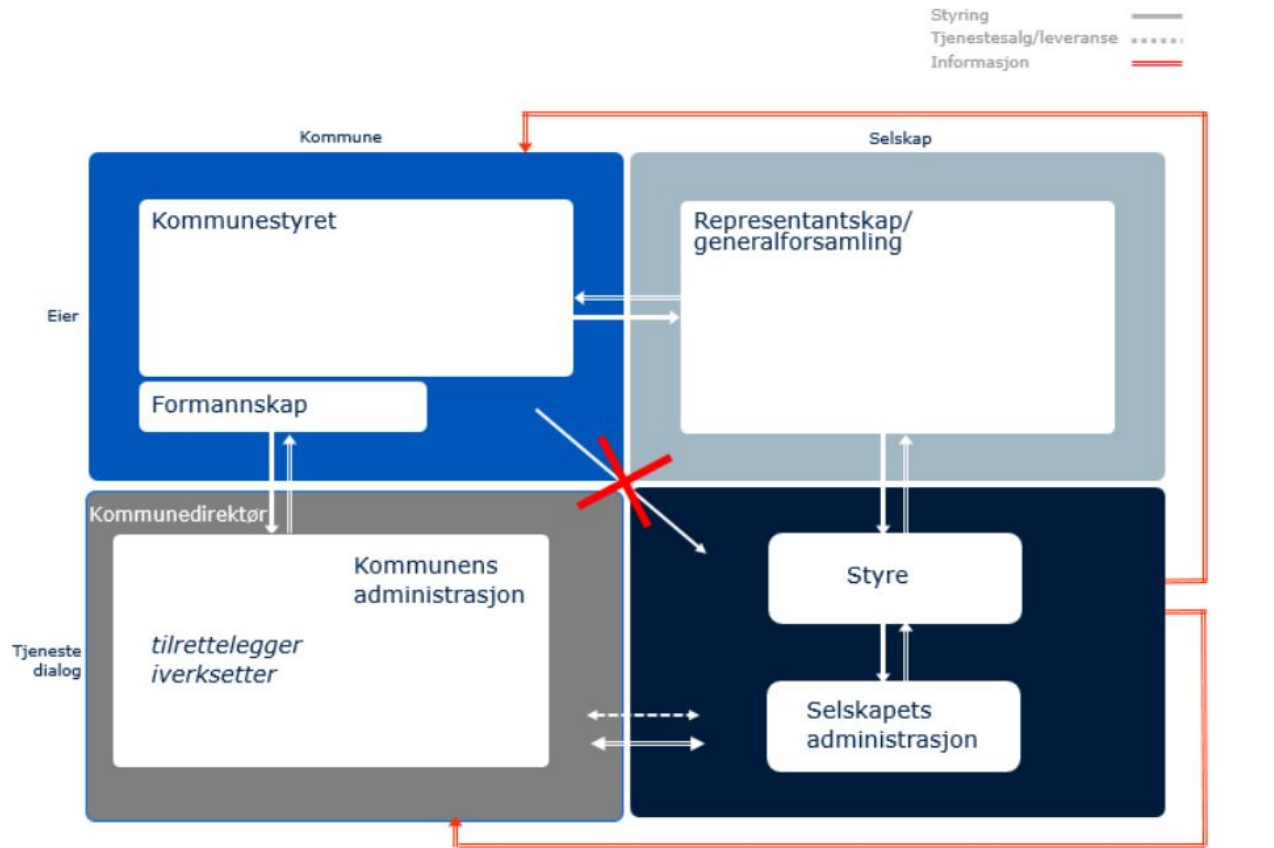 Styring
Tjenestesalg/leveranse
Informasjon
Kommune
Selskap
Kommunestyret
Representantskap/
generalforsamling
Eier
Formannskap
Kommunedirektør
Kommunens
administrasjon
Styre
Tjeneste
dialog
tilrettelegger
iverksetter
Selskapets
administrasjon